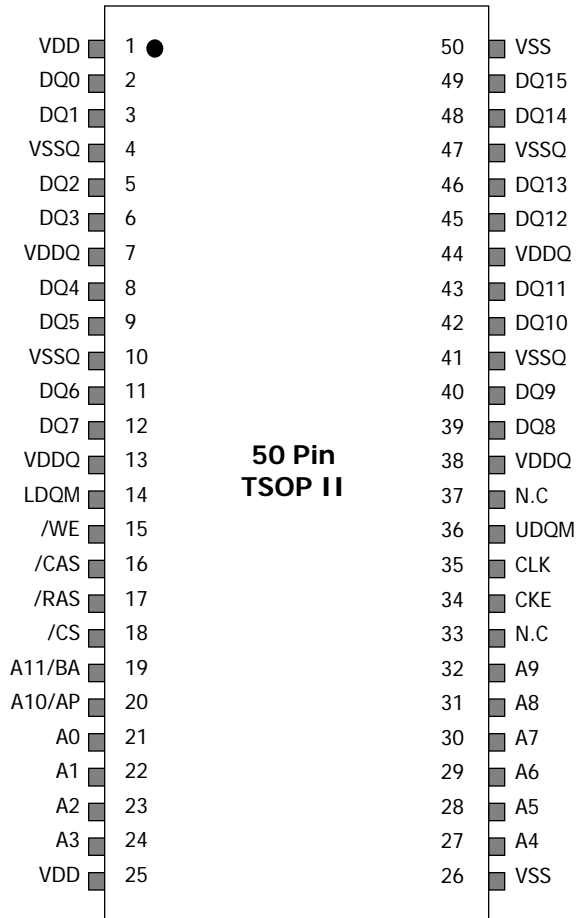 VDD 1 50 VSS
DQ0 2 49 DQ15
DQ1 3 48 DQ14
VSSQ 4 47 VSSQ
DQ2 5 46 DQ13
DQ3 6 45 DQ12
VDDQ 7 44 VDDQ
DQ4 8 43 DQ11
DQ5 9 42 DQ10
VSSQ 10 41 VSSQ
DQ6 11 40 DQ9
DQ7 12 39 DQ8
VDDQ 13 38 VDDQ
50 Pin
TSOP II
LDQM 14 37 N.C
/WE 15 36 UDQM
/CAS 16 35 CLK
/RAS 17 34 CKE
/CS 18 33 N.C
A11/BA 19 32 A9
A10/AP 20 31 A8
A0 21 30 A7
A1 22 29 A6
A2 23 28 A5
A3 24 27 A4
VDD 25 26 VSS